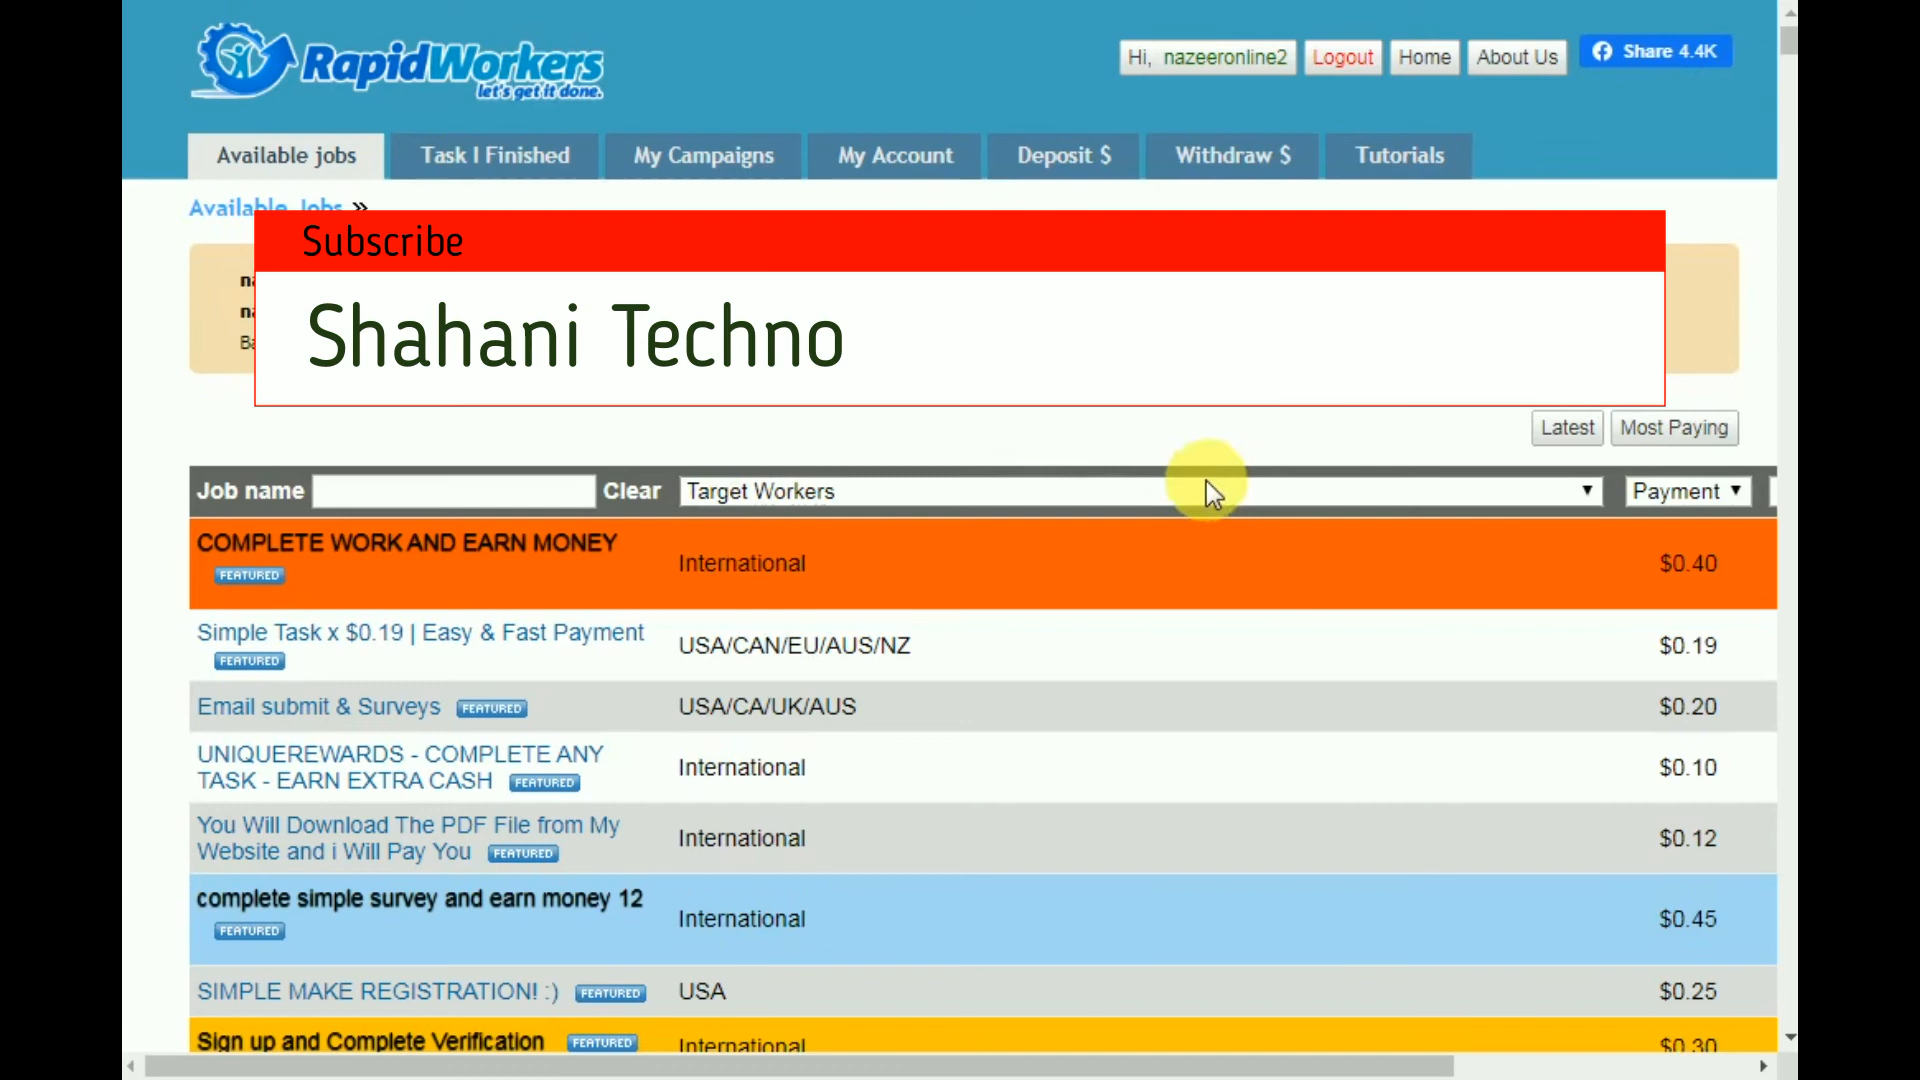 RapidWorkers
let's get it done.
Hi, nazeeronline2 Logout Home About Us Share 4.4K
Available jobs Task I Finished My Campaigns My Account Deposit $ Withdraw $ Tutorials
Available Jobs »
Subscribe
Shahani Techno
Latest Most Paying
Job name Clear Target Workers Payment
COMPLETE WORK AND EARN MONEY
FEATURED
International $0.40
Simple Task x $0.19 | Easy & Fast Payment
FEATURED
USA/CAN/EU/AUS/NZ $0.19
Email submit & Surveys FEATURED USA/CA/UK/AUS $0.20
UNIQUEREWARDS - COMPLETE ANY
TASK - EARN EXTRA CASH FEATURED
International $0.10
You Will Download The PDF File from My
Website and i Will Pay You FEATURED
International $0.12
complete simple survey and earn money 12
FEATURED
International $0.45
SIMPLE MAKE REGISTRATION! :) FEATURED USA $0.25
Sign up and Complete Verification FEATURED International $0.30